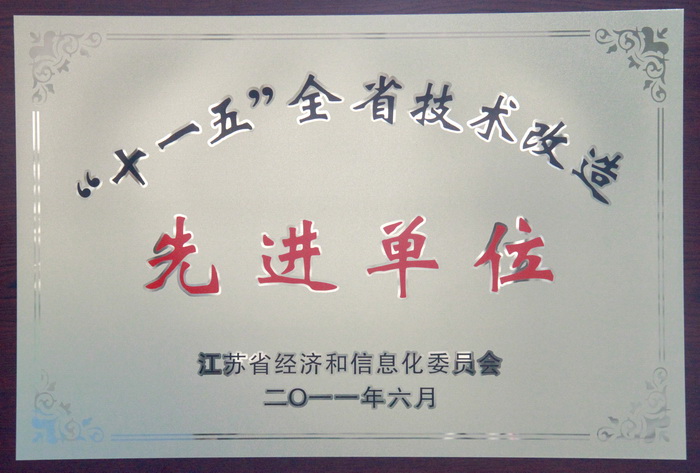 “十一五”全省技术改造
先进单位
江苏省经济和信息化委员会
二〇一一年六月